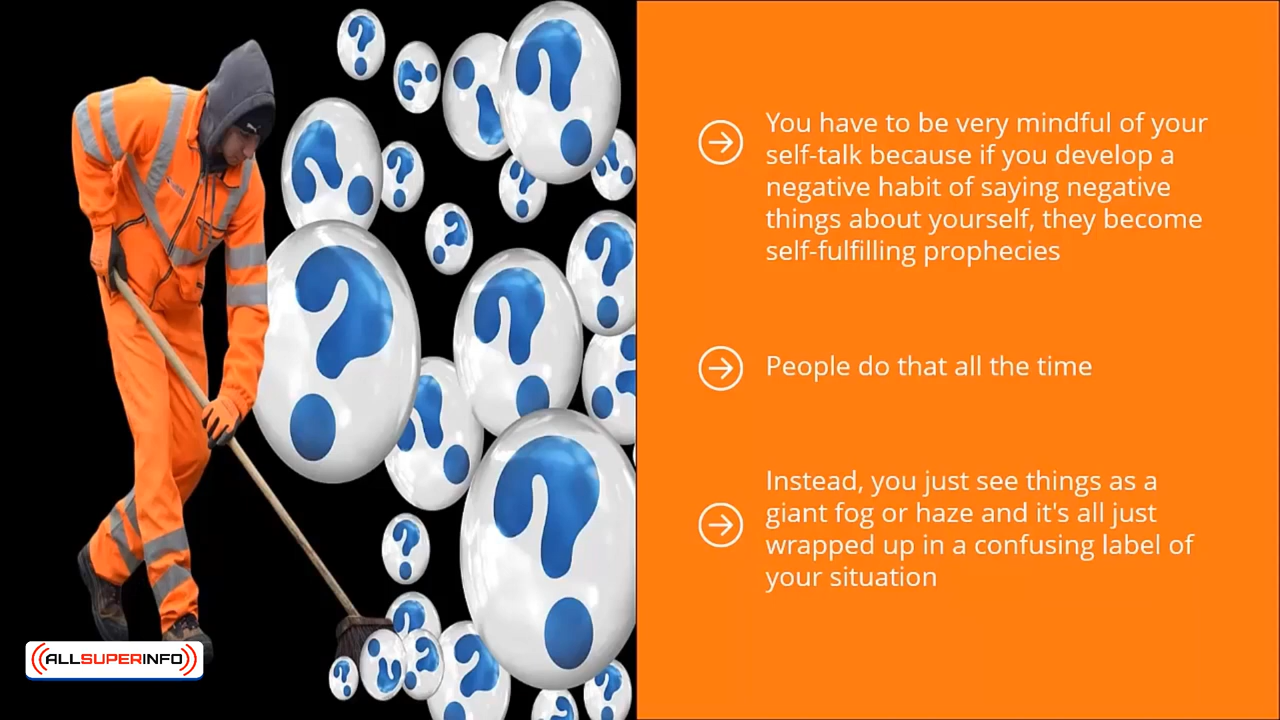 You have to be very mindful of your
self-talk because if you develop a
negative habit of saying negative
things about yourself, they become
self-fulfilling prophecies
People do that all the time
Instead, you just see things as a
giant fog or haze and it's all just
wrapped up in a confusing label of
your situation
ALLSUPERINFO